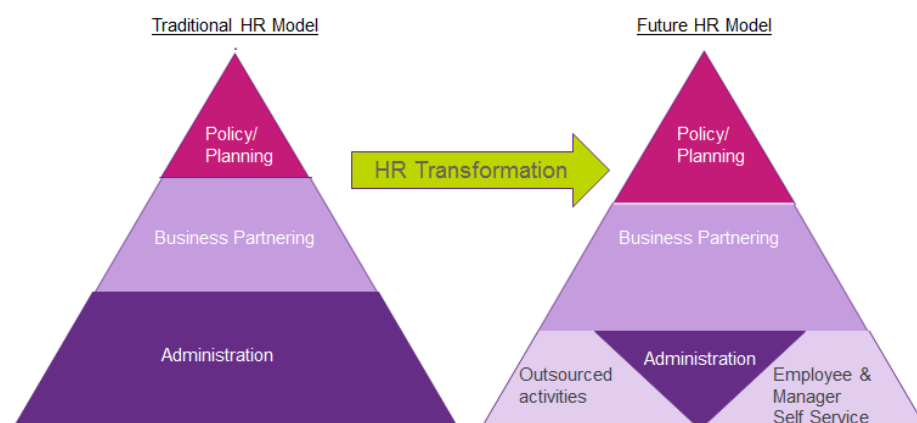 Traditional HR Model
Future HR Model
Policy/
Planning
Policy/
Planning
HR Transformation
Business Partnering
Business Partnering
Administration
Administration
Outsourced
activities
Employee &
Manager
Self Service